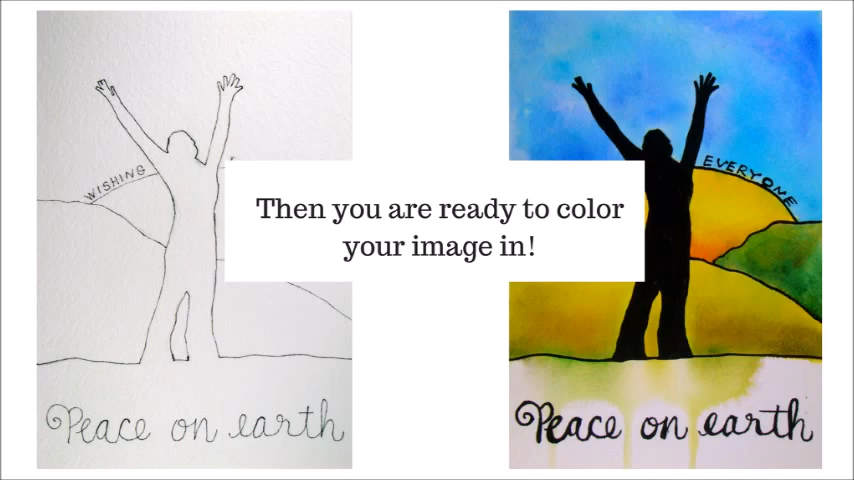 WISHING
Peace on earth
Then you are ready to color
your image in!
EVERYONE
Peace on earth